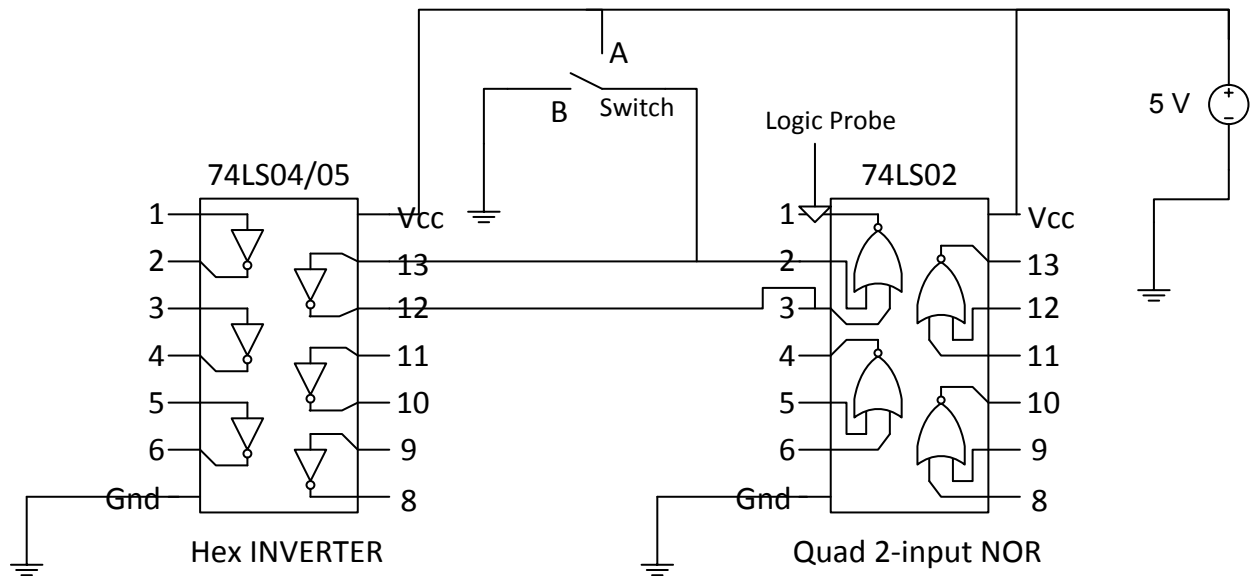 A
B
Switch
5 V
+
−
Logic Probe
74LS04/05
1
2
3
4
5
6
Gnd
Vcc
13
12
11
10
9
8
Hex INVERTER
74LS02
1
2
3
4
5
6
Gnd
Vcc
13
12
11
10
9
8
Quad 2-input NOR